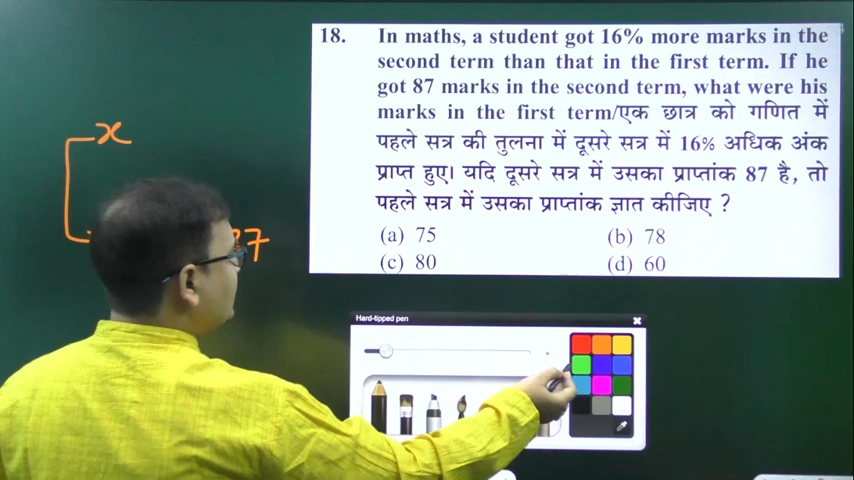 18. In maths, a student got 16% more marks in the
second term than that in the first term. If he
got 87 marks in the second term, what were his
marks in the first term/एक छात्र को गणित में
पहले सत्र की तुलना में दूसरे सत्र में 16% अधिक अंक
प्राप्त हुए। यदि दूसरे सत्र में उसका प्राप्तांक 87 है, तो
पहले सत्र में उसका प्राप्तांक ज्ञात कीजिए ?
(a) 75 (b) 78
(c) 80 (d) 60
x
87
Hard-tipped pen